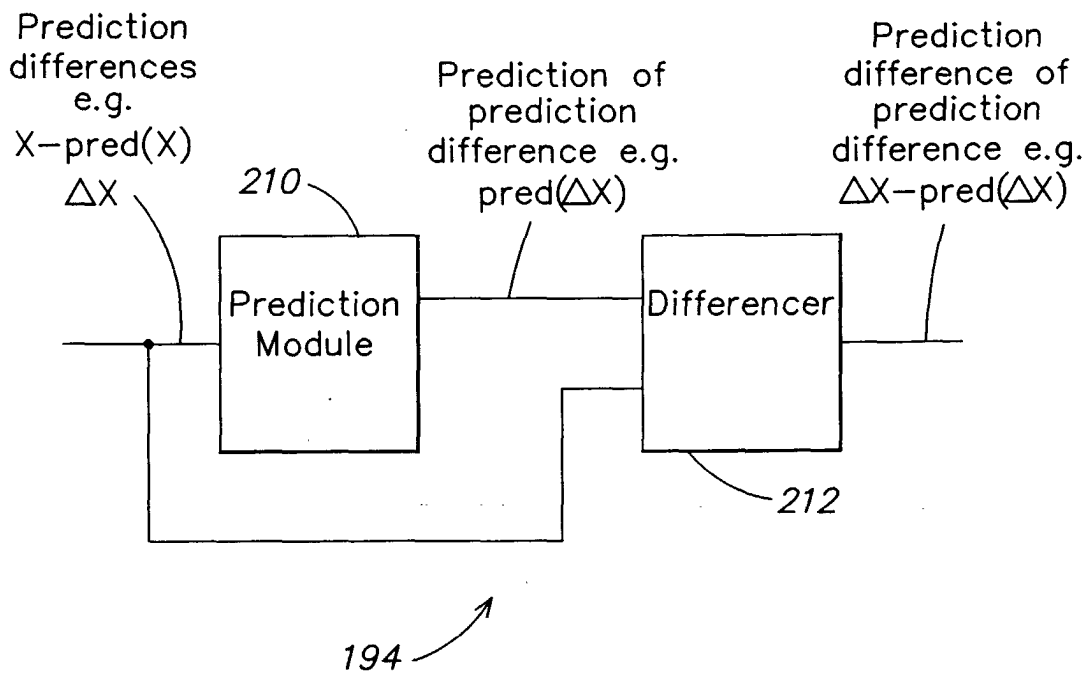 Prediction
differences
e.g.
X–pred(X)
△X
210
Prediction of
prediction
difference e.g.
pred(△X)
Prediction
difference of
prediction
difference e.g.
△X–pred(△X)
Prediction
Module
Differencer
212
194